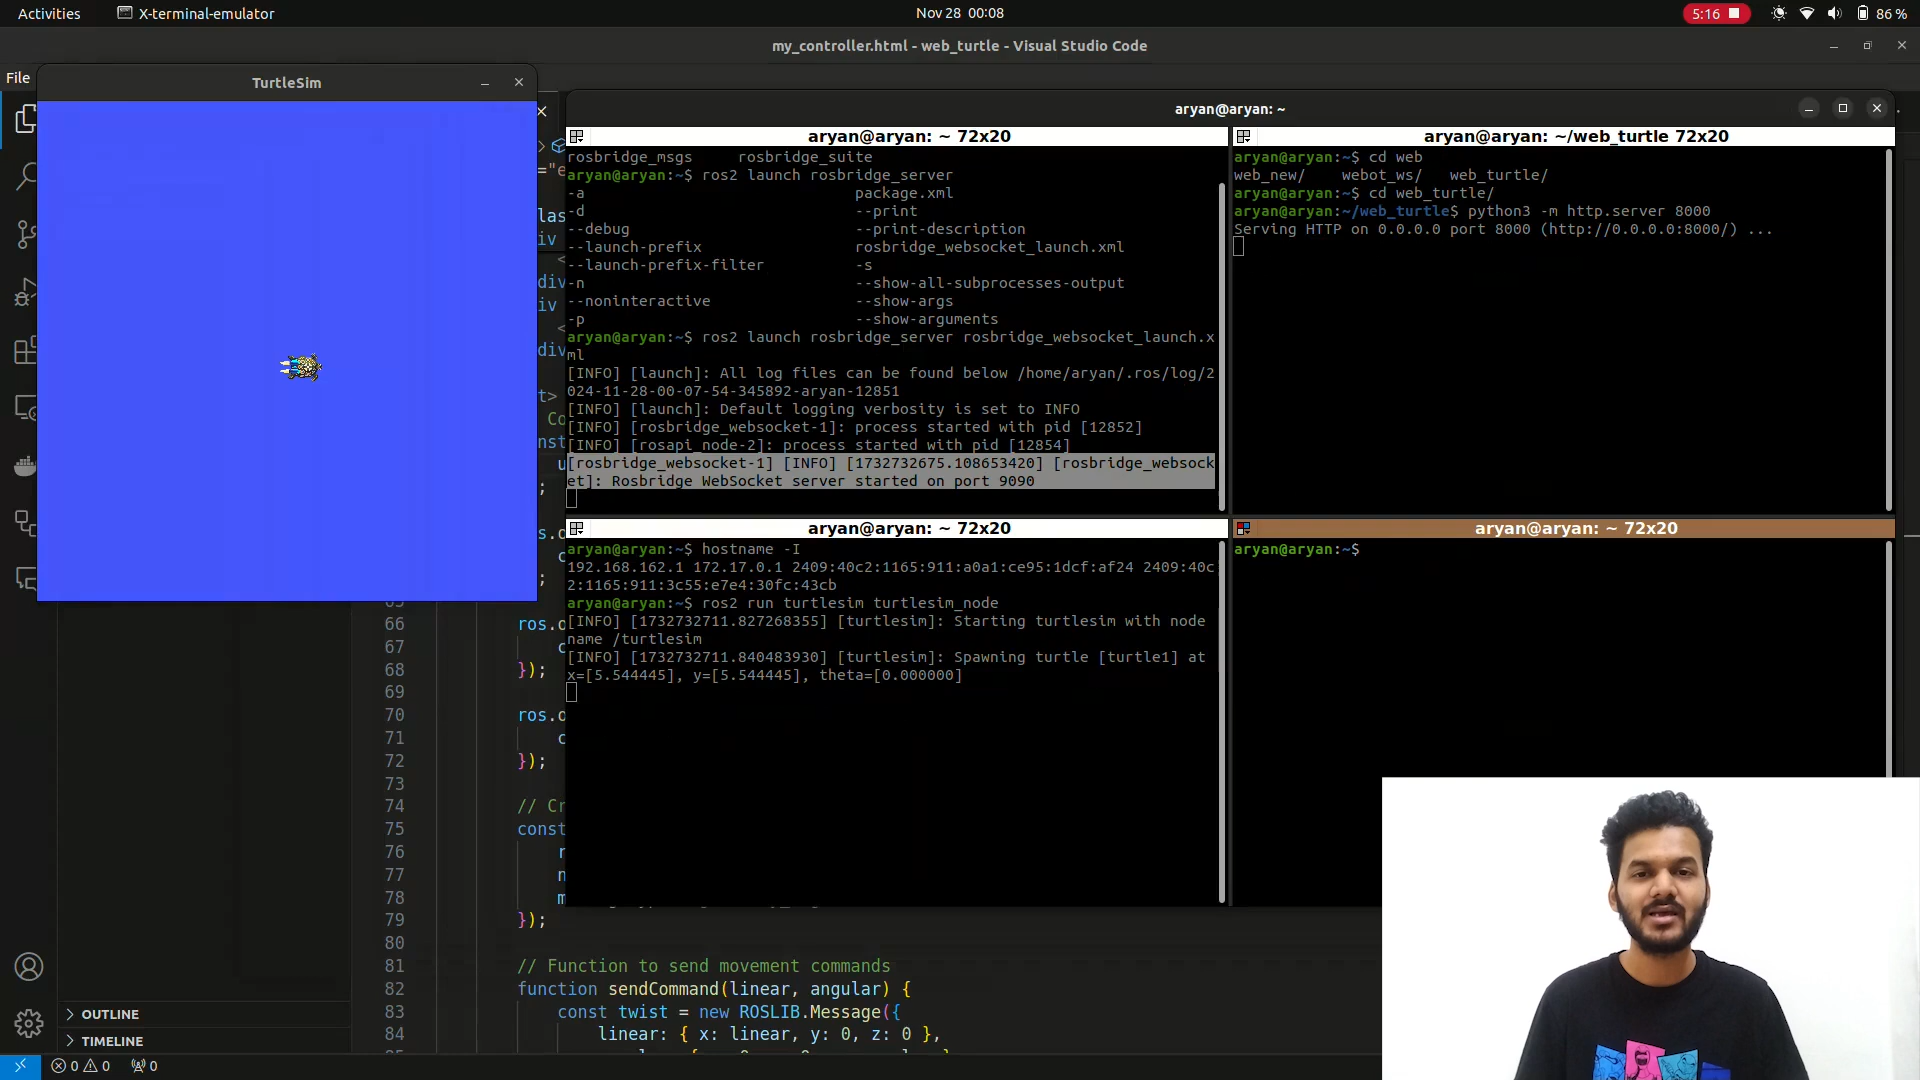 Activities
X-terminal-emulator
Nov 28 00:08
5:16
86 %
my_controller.html - web_turtle - Visual Studio Code
File
TurtleSim
aryan@aryan: ~
aryan@aryan: ~ 72x20
rosbridge_msgs rosbridge_suite
aryan@aryan:~$ ros2 launch rosbridge_server
-a package.xml
-d --print
--debug --print-description
--launch-prefix rosbridge_websocket_launch.xml
--launch-prefix-filter -s
-n --show-all-subprocesses-output
--noninteractive --show-args
-p --show-arguments
aryan@aryan:~$ ros2 launch rosbridge_server rosbridge_websocket_launch.x
ml
[INFO] [launch]: All log files can be found below /home/aryan/.ros/log/2
024-11-28-00-07-54-345892-aryan-12851
[INFO] [launch]: Default logging verbosity is set to INFO
[INFO] [rosbridge_websocket-1]: process started with pid [12852]
[INFO] [rosapi_node-2]: process started with pid [12854]
[rosbridge_websocket-1] [INFO] [1732732675.108653420] [rosbridge_websock
et]: Rosbridge WebSocket server started on port 9090
aryan@aryan: ~/web_turtle 72x20
aryan@aryan:~$ cd web
web_new/ webot_ws/ web_turtle/
aryan@aryan:~$ cd web_turtle/
aryan@aryan:~/web_turtle$ python3 -m http.server 8000
Serving HTTP on 0.0.0.0 port 8000 (http://0.0.0.0:8000/) ...
aryan@aryan: ~ 72x20
aryan@aryan:~$ hostname -I
192.168.162.1 172.17.0.1 2409:40c2:1165:911:a0a1:ce95:1dcf:af24 2409:40c
2:1165:911:3c55:e7e4:30fc:43cb
aryan@aryan:~$ ros2 run turtlesim turtlesim_node
[INFO] [1732732711.827268355] [turtlesim]: Starting turtlesim with node
name /turtlesim
[INFO] [1732732711.840483930] [turtlesim]: Spawning turtle [turtle1] at
x=[5.544445], y=[5.544445], theta=[0.000000]
aryan@aryan: ~ 72x20
aryan@aryan:~$
66 ros.o
67 c
68 });
69
70 ros.o
71 c
72 });
73
74 // Cr
75 const
76 r
77 n
78 m
79 });
80
81 // Function to send movement commands
82 function sendCommand(linear, angular) {
83 const twist = new ROSLIB.Message({
84 linear: { x: linear, y: 0, z: 0 },
OUTLINE
TIMELINE
0 0 0